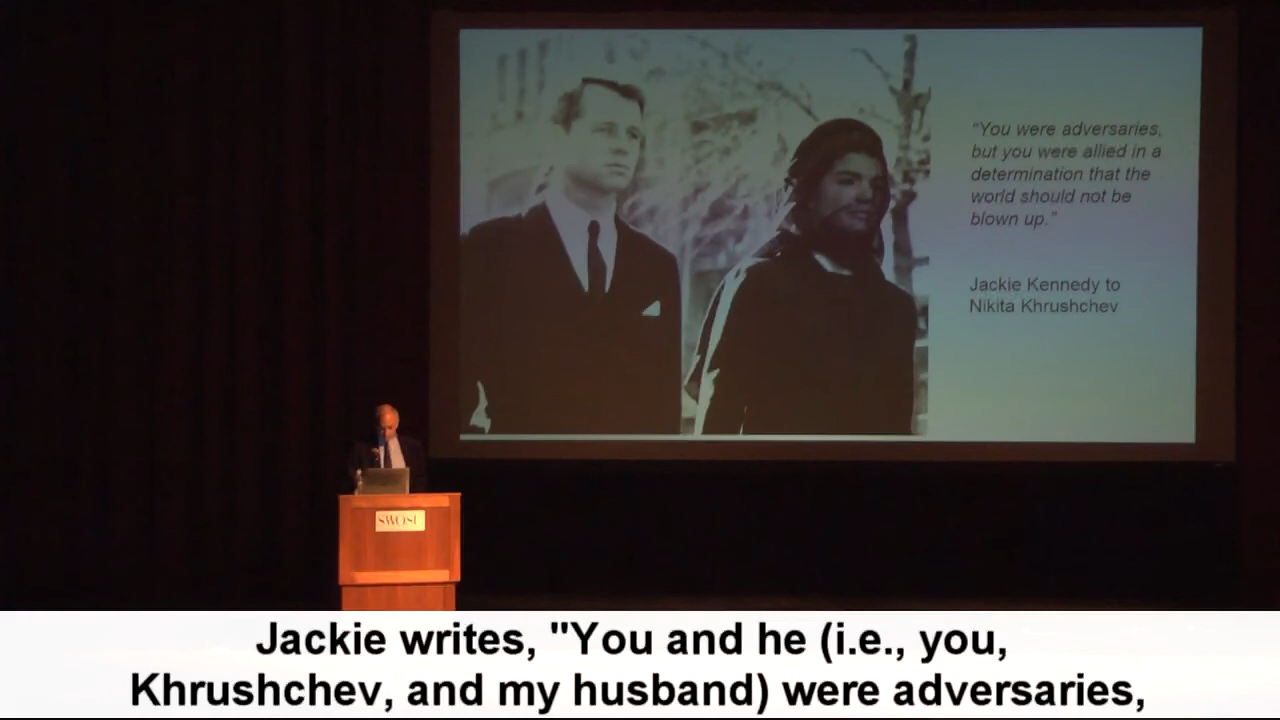 "You were adversaries,
but you were allied in a
determination that the
world should not be
blown up."
Jackie Kennedy to
Nikita Khrushchev
SWOSU
Jackie writes, "You and he (i.e., you,
Khrushchev, and my husband) were adversaries,